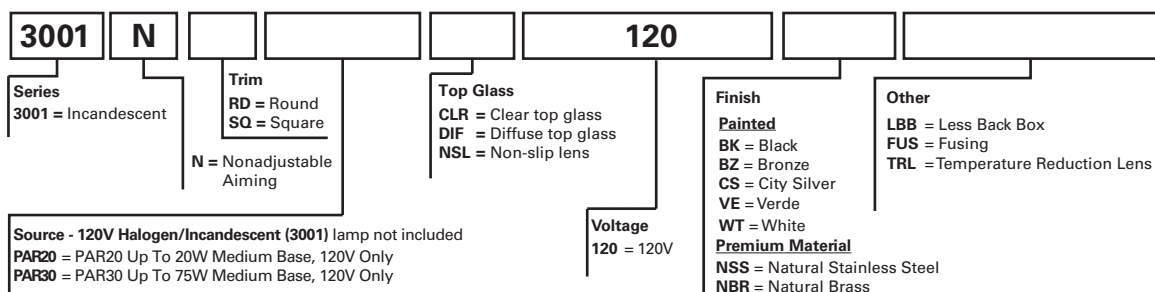 3001 N 120
Series
3001 = Incandescent
N = Nonadjustable
Aiming
Trim
RD = Round
SQ = Square
Source - 120V Halogen/Incandescent (3001) lamp not included
PAR20 = PAR20 Up To 20W Medium Base, 120V Only
PAR30 = PAR30 Up To 75W Medium Base, 120V Only
Top Glass
CLR = Clear top glass
DIF = Diffuse top glass
NSL = Non-slip lens
Voltage
120 = 120V
Finish
Painted
BK = Black
BZ = Bronze
CS = City Silver
VE = Verde
WT = White
Premium Material
NSS = Natural Stainless Steel
NBR = Natural Brass
Other
LBB = Less Back Box
FUS = Fusing
TRL = Temperature Reduction Lens